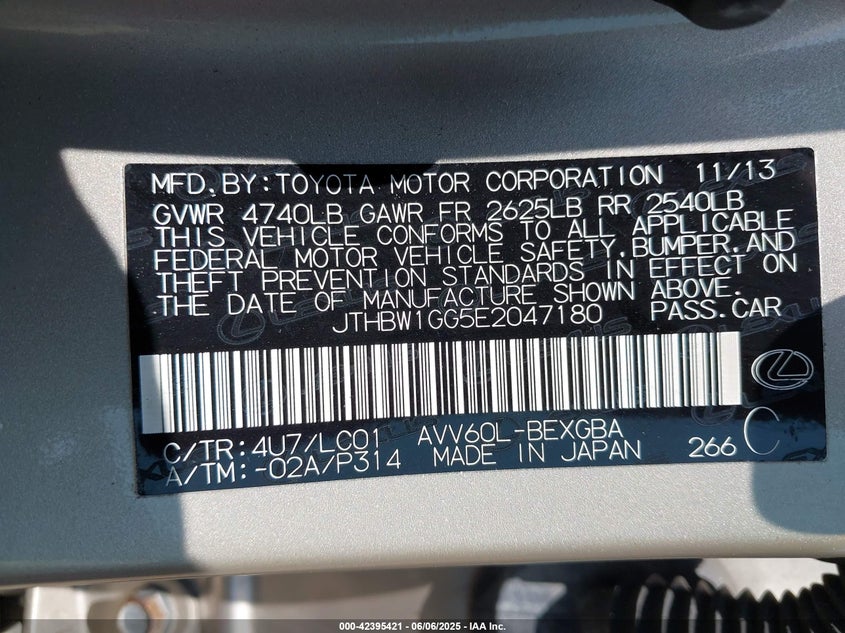 MFD. BY: TOYOTA MOTOR CORPORATION 11/13
GVWR 4740LB GAWR FR 2625LB RR 2540LB
THIS VEHICLE CONFORMS TO ALL APPLICABLE
FEDERAL MOTOR VEHICLE SAFETY, BUMPER, AND
THEFT PREVENTION STANDARDS IN EFFECT ON
THE DATE OF MANUFACTURE SHOWN ABOVE.
JTHBW1GG5E2047180 PASS. CAR
C/TR: 4U7/LC01 AVV60L-BEXGBA
A/TM: -02A/P314 MADE IN JAPAN 266 C
000-42395421 - 06/06/2025 - IAA Inc.